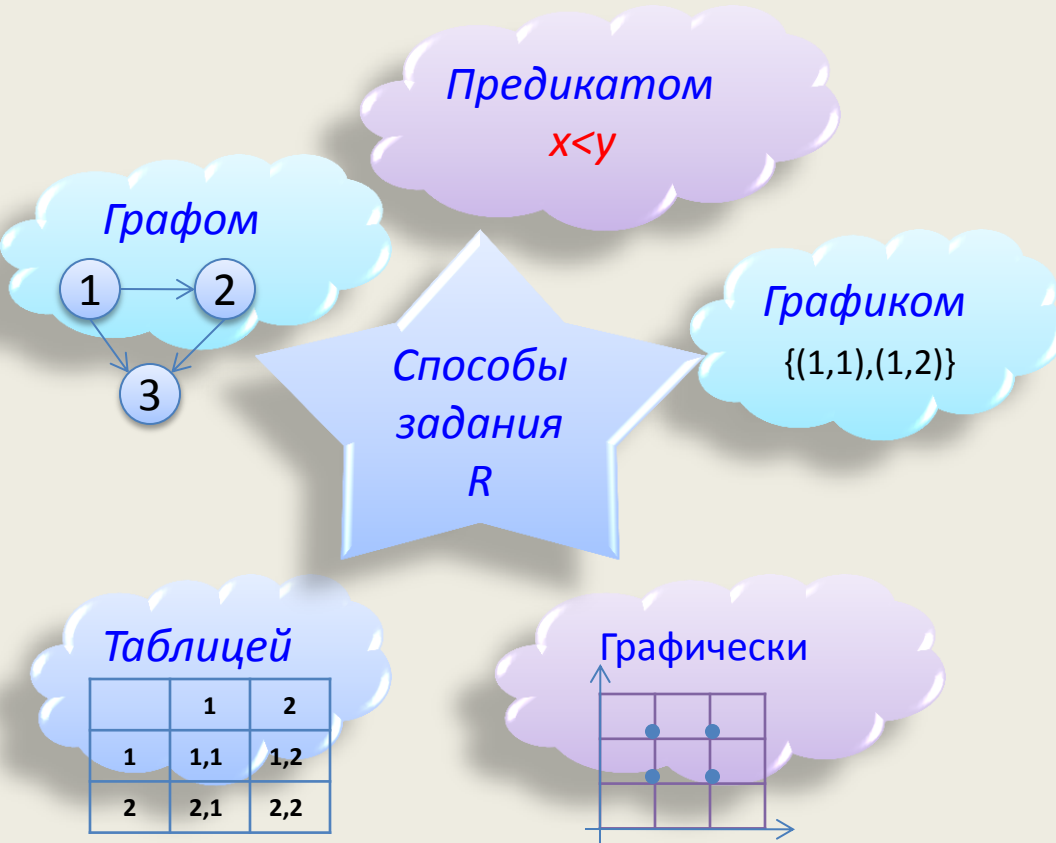 Предикатом
x<y
Графом
1 2
3
Графиком
{(1,1),(1,2)}
Способы
задания
R
Таблицей
1 2
1 1,1 1,2
2 2,1 2,2
Графически